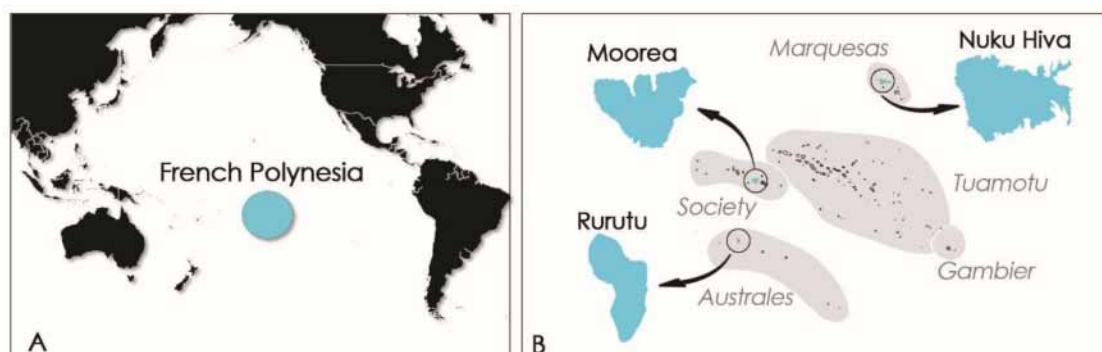 French Polynesia
A
Marquesas
Nuku Hiva
Moorea
Tuamotu
Society
Rurutu
Gambier
Australes
B